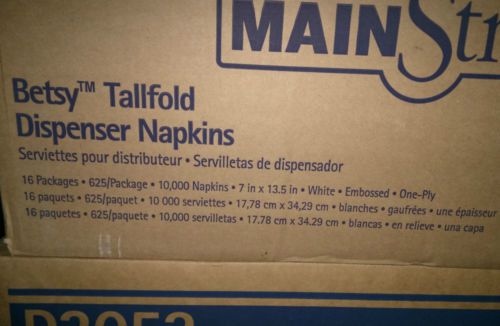 MAINStr
Betsy™ Tallfold
Dispenser Napkins
Serviettes pour distributeur • Servilletas de dispensador
16 Packages • 625/Package • 10,000 Napkins • 7 in x 13.5 in • White • Embossed • One-Ply
16 paquets • 625/paquet • 10 000 serviettes • 17,78 cm x 34,29 cm • blanches • gaufrées • une épaisseur
16 paquetes • 625/paquete • 10,000 servilletas • 17.78 cm x 34.29 cm • blancas • en relieve • una capa